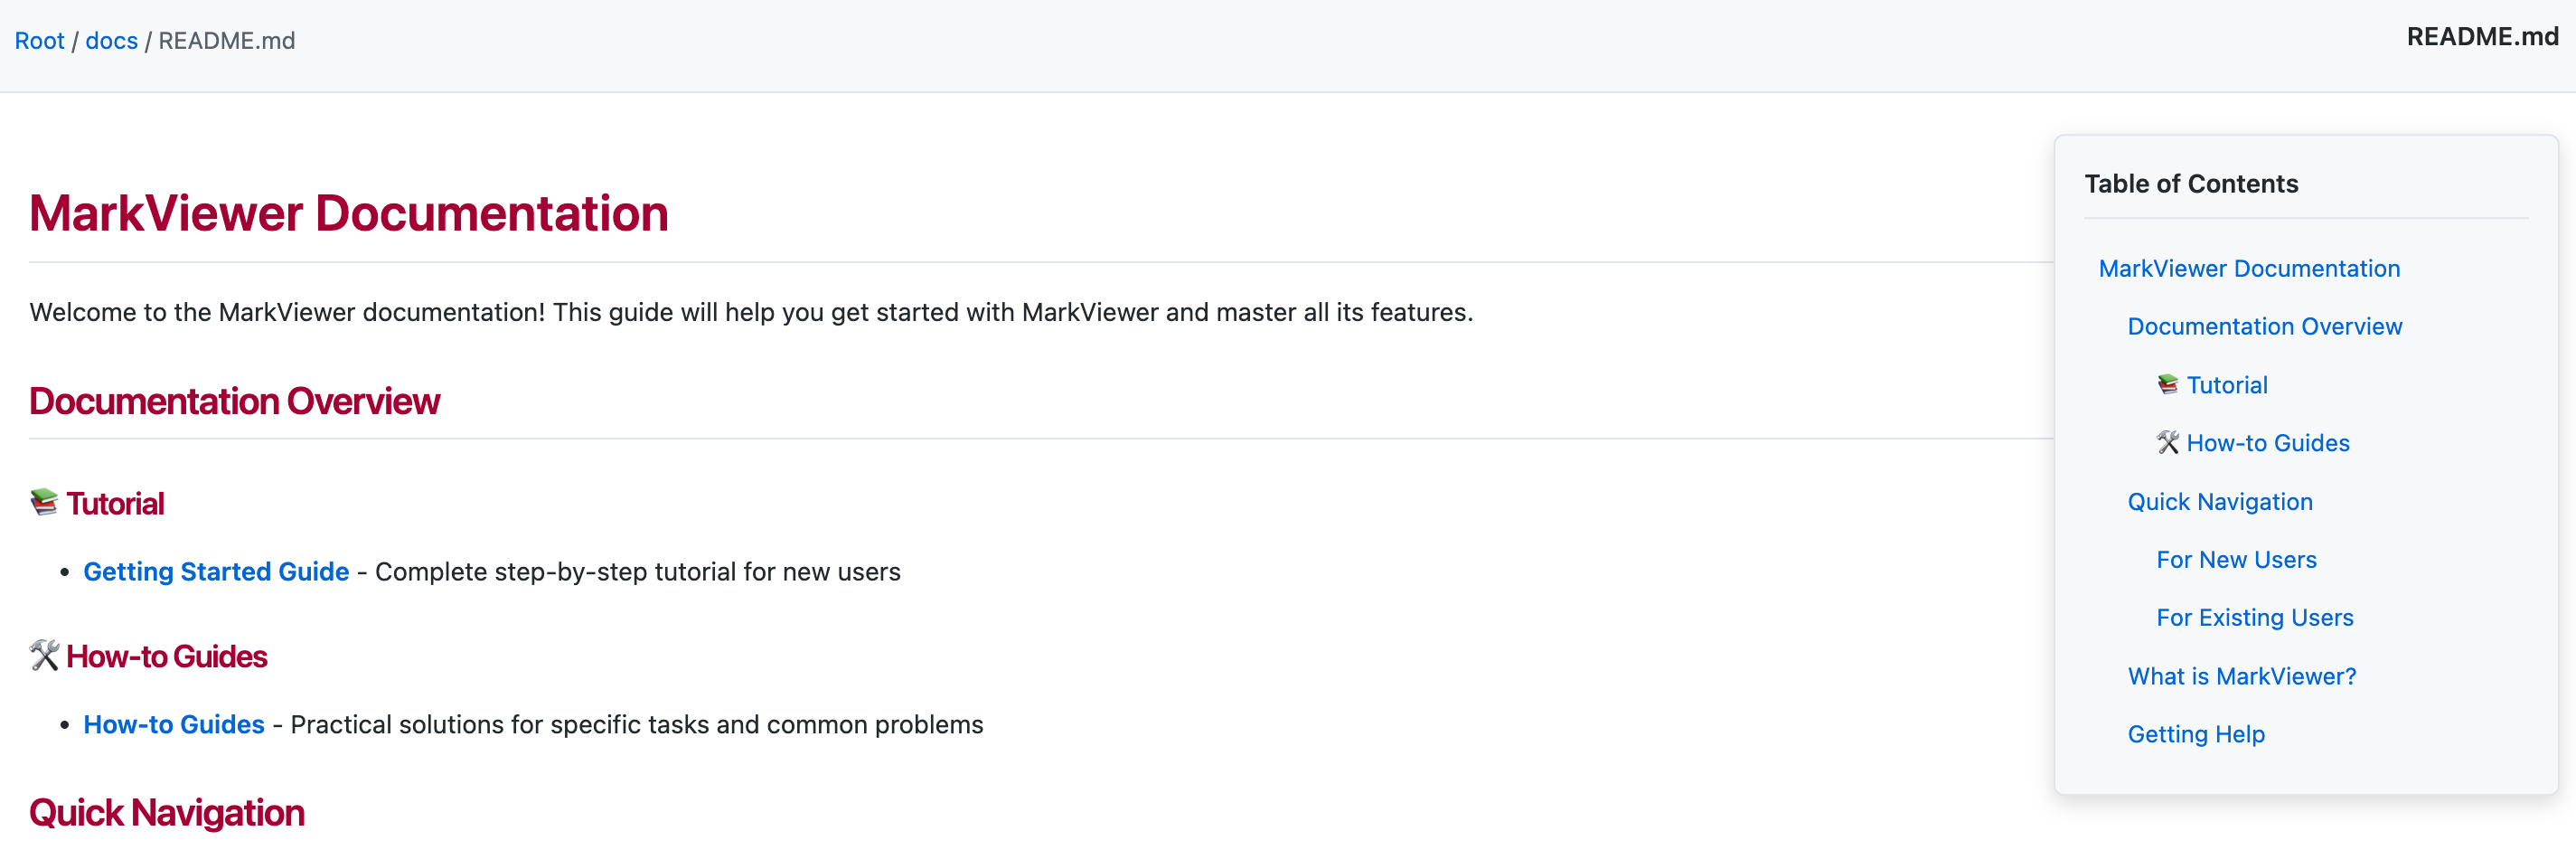 Root / docs / README.md
README.md
MarkViewer Documentation
Welcome to the MarkViewer documentation! This guide will help you get started with MarkViewer and master all its features.
Documentation Overview
📚 Tutorial
• Getting Started Guide - Complete step-by-step tutorial for new users
🛠 How-to Guides
• How-to Guides - Practical solutions for specific tasks and common problems
Quick Navigation
Table of Contents
MarkViewer Documentation
Documentation Overview
📚 Tutorial
🛠 How-to Guides
Quick Navigation
For New Users
For Existing Users
What is MarkViewer?
Getting Help